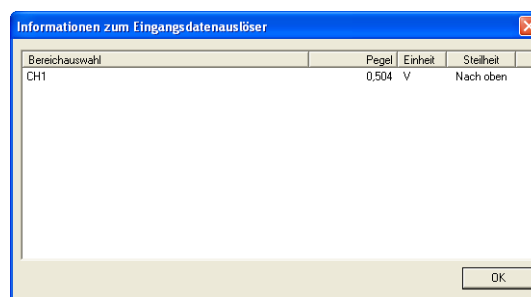 Informationen zum Eingangsdatenauslöser
Bereichauswahl Pegel Einheit Steilheit
CH1 0,504 V Nach oben
OK